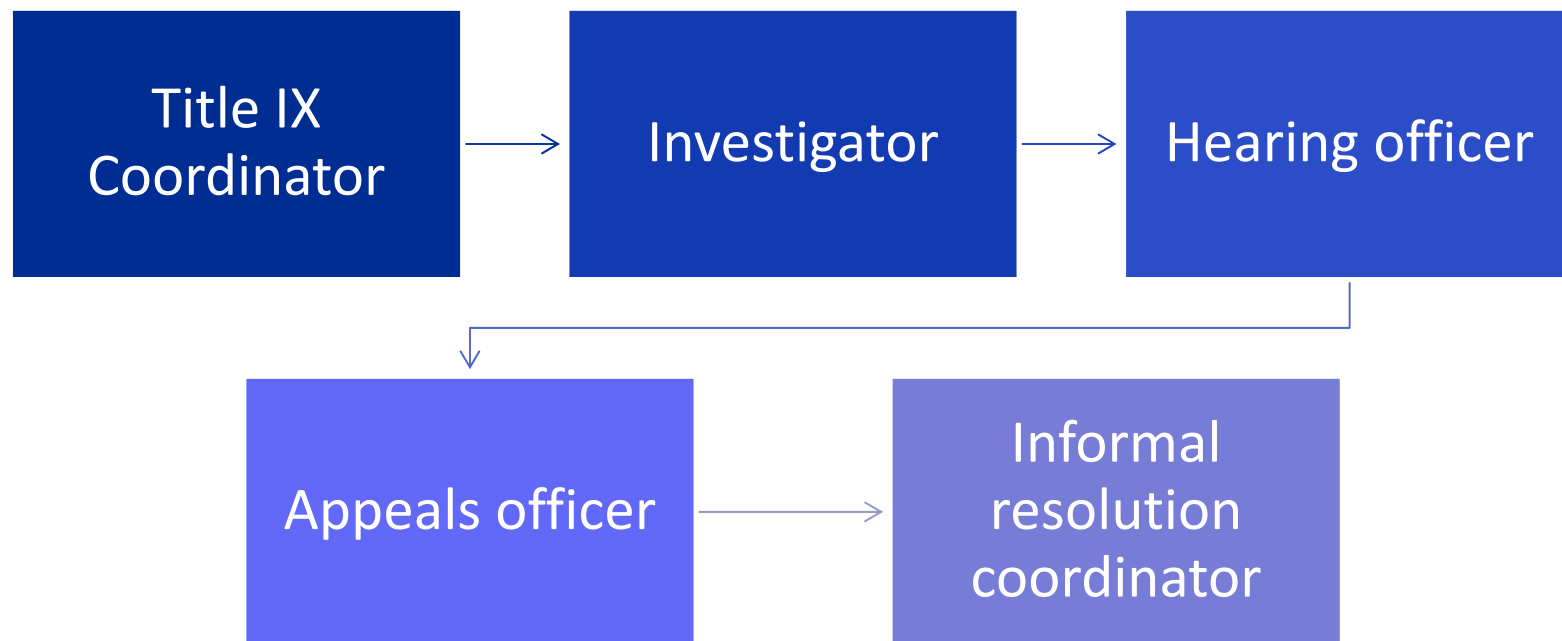 Title IX
Coordinator
Investigator
Hearing officer
Appeals officer
Informal
resolution
coordinator